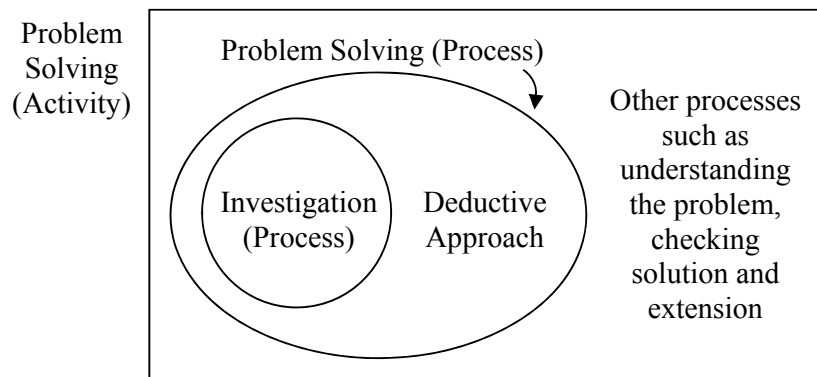 Problem
Solving
(Activity)
Problem Solving (Process)
Investigation
(Process)
Deductive
Approach
Other processes
such as
understanding
the problem,
checking
solution and
extension